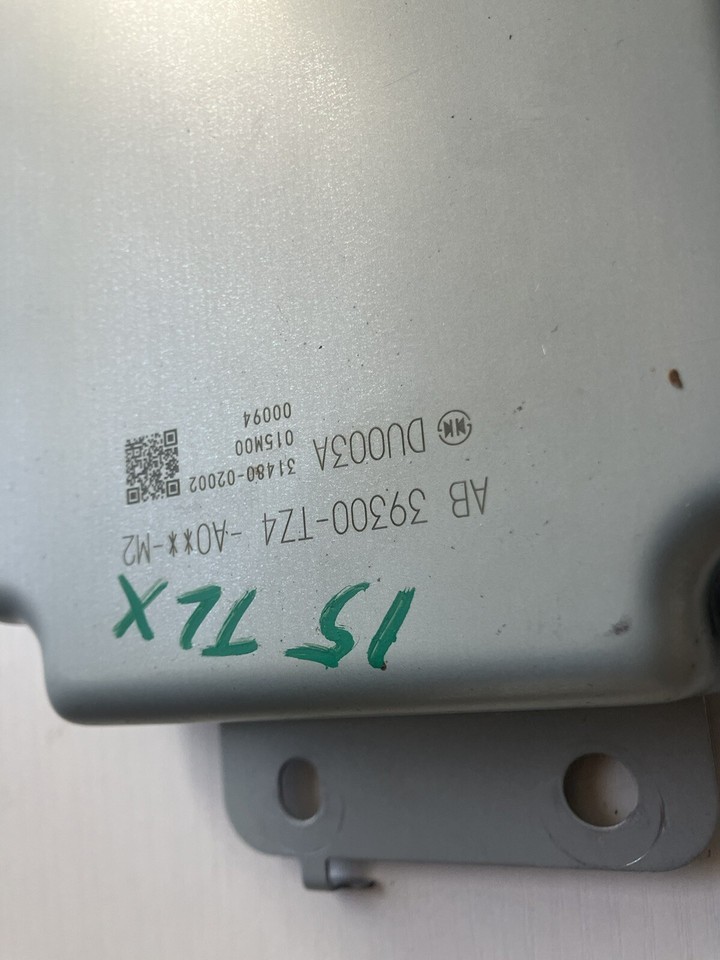 15 TLX
AB 39300-TZ4 -A0**-M2
DU003A
31480-02002
015M00
00094